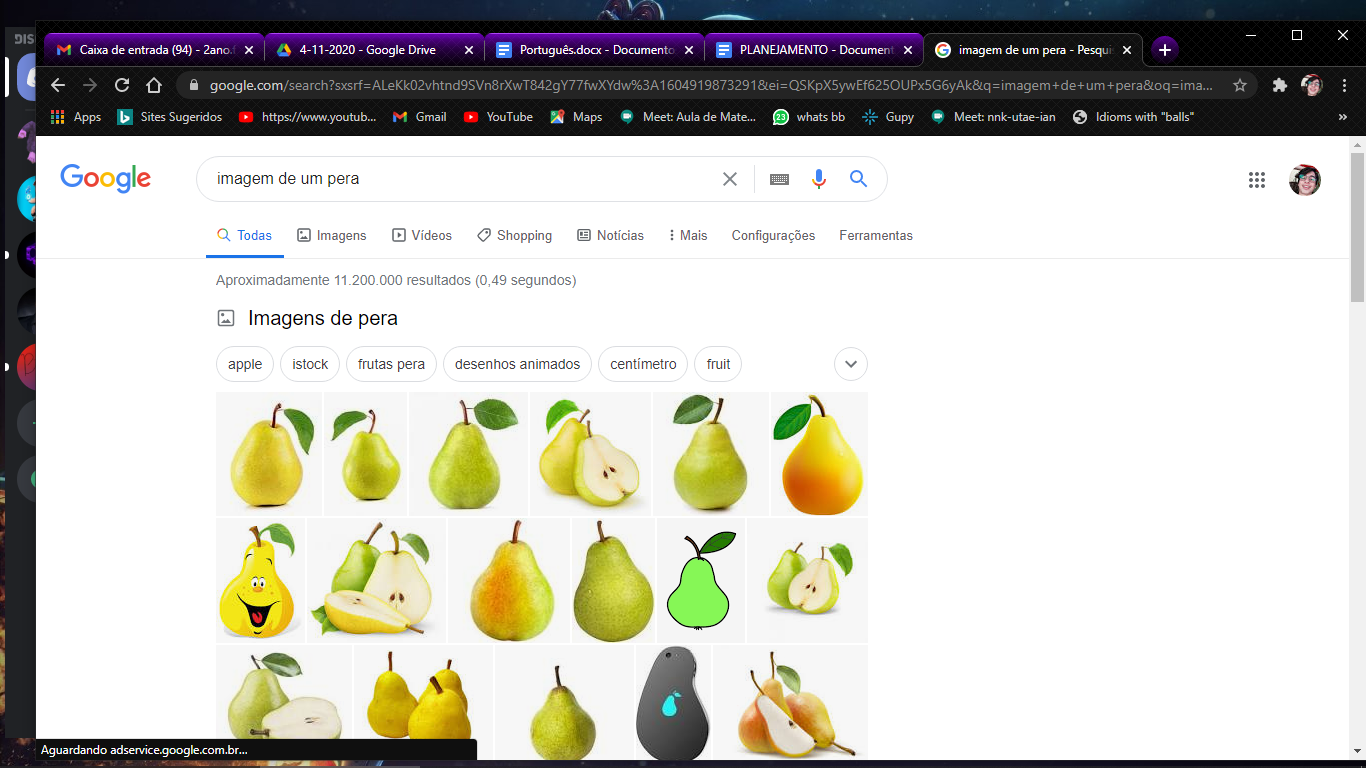 DIS
Caixa de entrada (94) - 2ano.f
4-11-2020 - Google Drive
Português.docx - Documento
PLANEJAMENTO - Document
imagem de um pera - Pesqui
google.com/search?sxsrf=ALeKk02vhtnd9SVn8rXwT842gY77fwXYdw%3A1604919873291&ei=QSKpX5ywEf625OUPx5G6yAk&q=imagem+de+um+pera&oq=ima...
Apps
Sites Sugeridos
https://www.youtub...
Gmail
YouTube
Maps
Meet: Aula de Mate...
23
whats bb
Gupy
Meet: nnk-utae-ian
Idioms with "balls"
»
Google
imagem de um pera
Todas
Imagens
Vídeos
Shopping
Notícias
Mais
Configurações
Ferramentas
Aproximadamente 11.200.000 resultados (0,49 segundos)
Imagens de pera
apple
istock
frutas pera
desenhos animados
centímetro
fruit
Aguardando adservice.google.com.br...